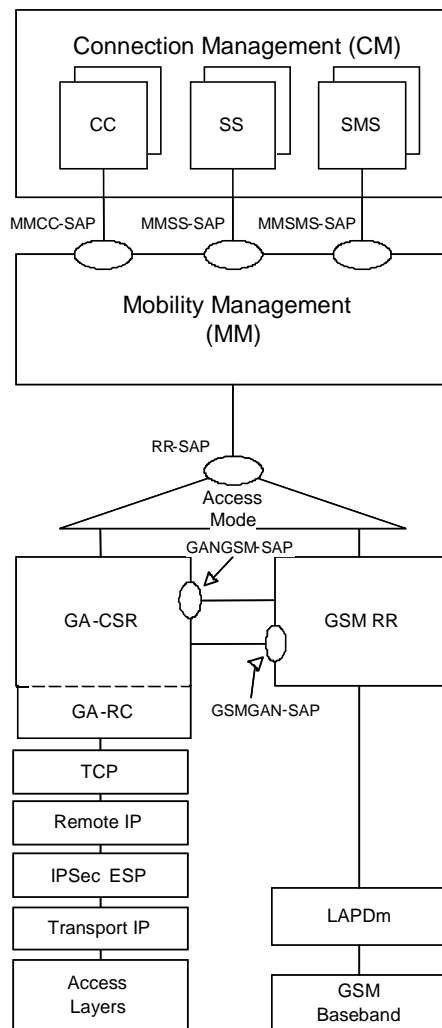 Connection Management (CM)
CC
SS
SMS
MMCC-SAP
MMSS-SAP
MMSMS-SAP
Mobility Management
(MM)
RR-SAP
Access
Mode
GANGSM-SAP
GA-CSR
GSM RR
GSMGAN-SAP
GA-RC
TCP
Remote IP
IPSec ESP
Transport IP
LAPDm
Access
Layers
GSM
Baseband